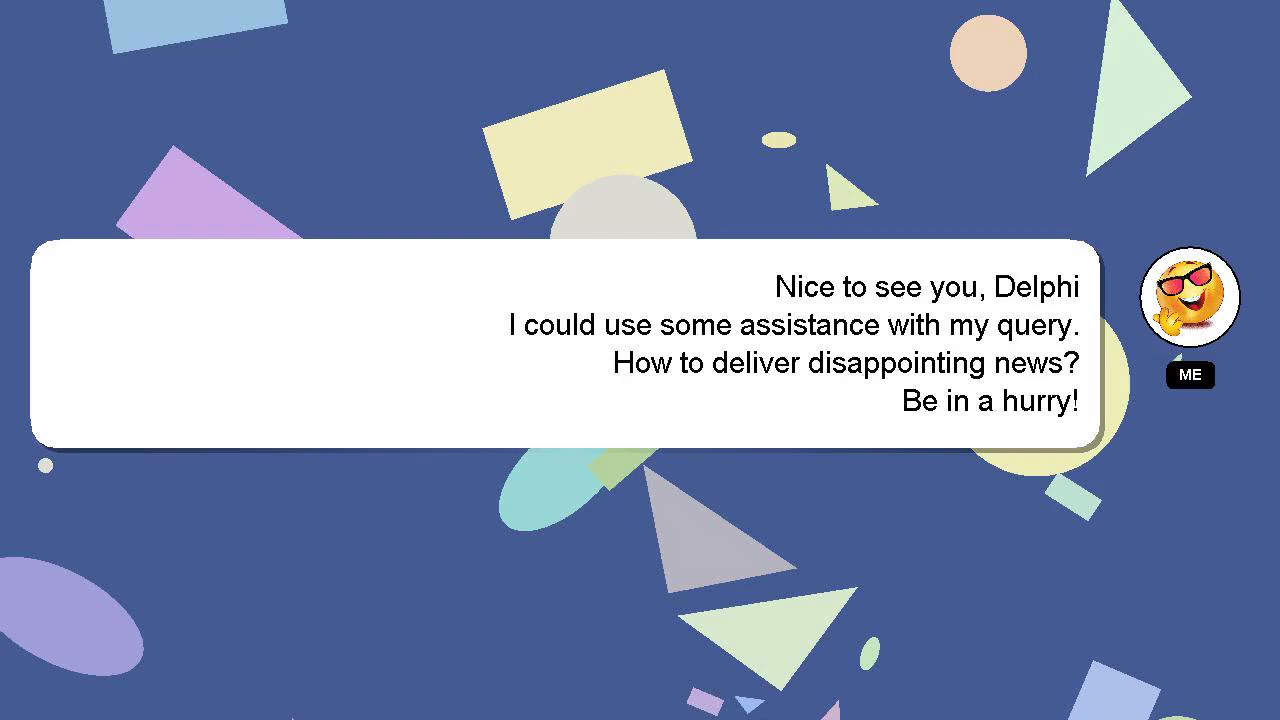 Nice to see you, Delphi
I could use some assistance with my query.
How to deliver disappointing news?
Be in a hurry!
ME